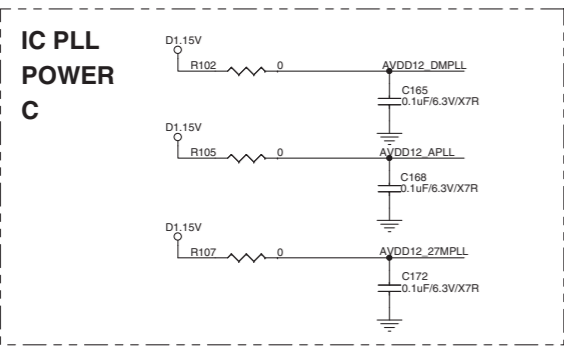 IC PLL
POWER
C
D1.15V
R102 0 AVDD12_DMPLL
C165
0.1uF/6.3V/X7R
D1.15V
R105 0 AVDD12_APLL
C168
0.1uF/6.3V/X7R
D1.15V
R107 0 AVDD12_27MPLL
C172
0.1uF/6.3V/X7R